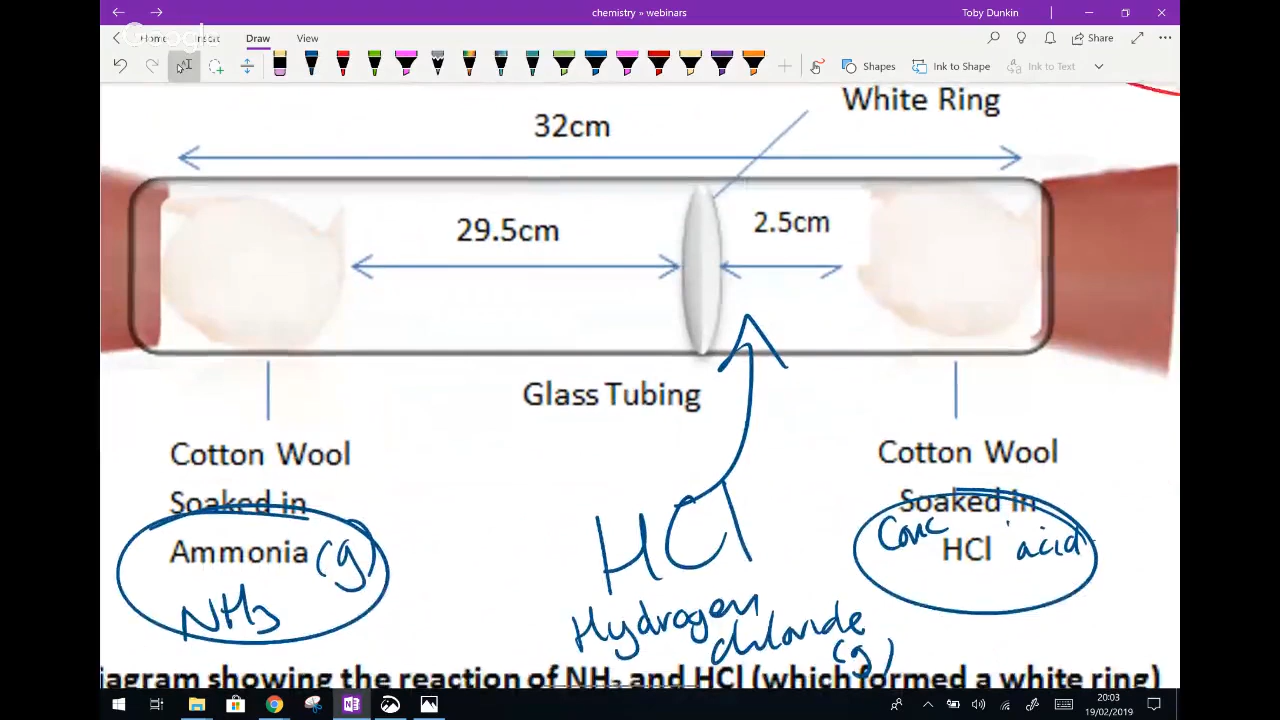 chemistry » webinars
Toby Dunkin
Google
Home Insert Draw View
Share
Shapes Ink to Shape Ink to Text
White Ring
32cm
29.5cm
2.5cm
Glass Tubing
Cotton Wool
Soaked in
Ammonia (g)
NH3
Cotton Wool
Soaked in
Conc HCl acid
HCl
Hydrogen
chloride
(g)
iagram showing the reaction of NH3 and HCl (which formed a white ring)
20:03
19/02/2019